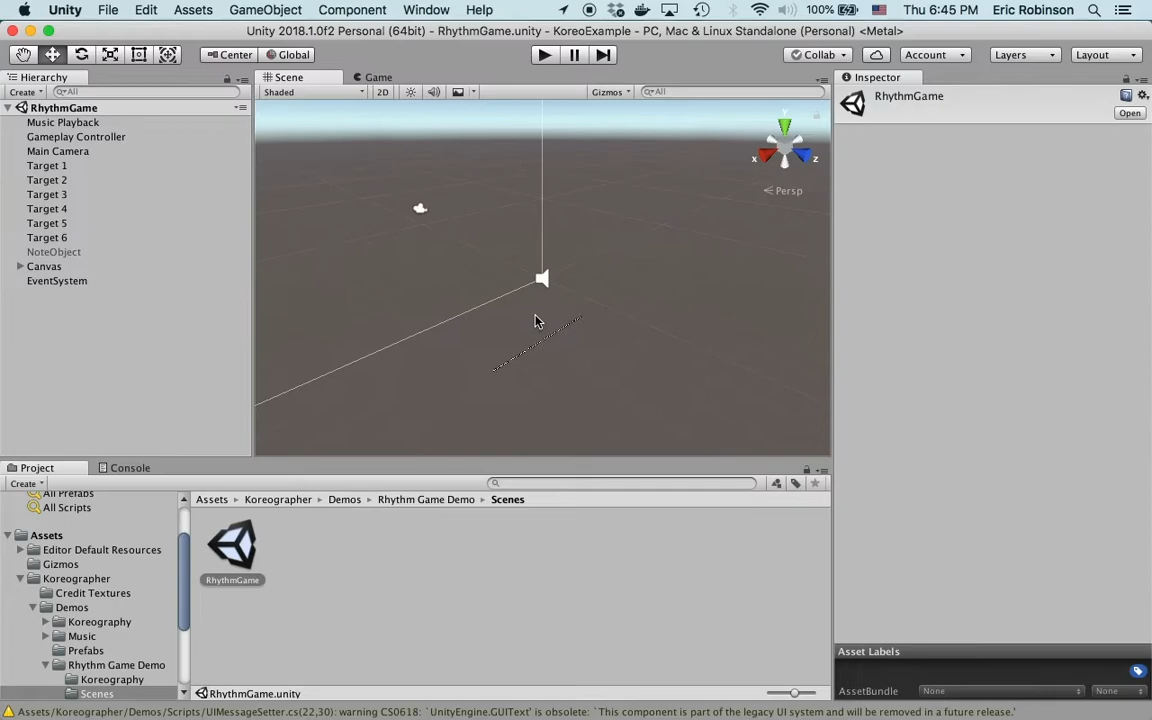 Unity File Edit Assets GameObject Component Window Help 100% Thu 6:45 PM Eric Robinson
Unity 2018.1.0f2 Personal (64bit) - RhythmGame.unity - KoreoExample - PC, Mac & Linux Standalone (Personal) <Metal>
Center Global Collab Account Layers Layout
Hierarchy
Create All
RhythmGame
Music Playback
Gameplay Controller
Main Camera
Target 1
Target 2
Target 3
Target 4
Target 5
Target 6
NoteObject
Canvas
EventSystem
Scene Game
Shaded 2D Gizmos All
y
x z
Persp
Inspector
RhythmGame
Open
Project Console
Create
All Prefabs
All Scripts
Assets
Editor Default Resources
Gizmos
Koreographer
Credit Textures
Demos
Koreography
Music
Prefabs
Rhythm Game Demo
Koreography
Scenes
Assets Koreographer Demos Rhythm Game Demo Scenes
RhythmGame
RhythmGame.unity
Asset Labels
AssetBundle None None
Assets/Koreographer/Demos/Scripts/UIMessageSetter.cs(22,30): warning CS0618: `UnityEngine.GUIText' is obsolete: `This component is part of the legacy UI system and will be removed in a future release.'